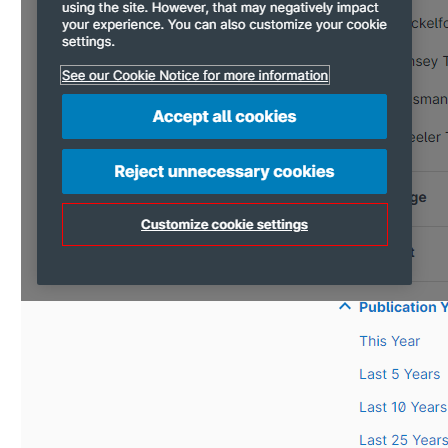 using the site. However, that may negatively impact
your experience. You can also customize your cookie
settings.
See our Cookie Notice for more information
Accept all cookies
Reject unnecessary cookies
Customize cookie settings
Publication
This Year
Last 5 Years
Last 10 Years
Last 25 Years